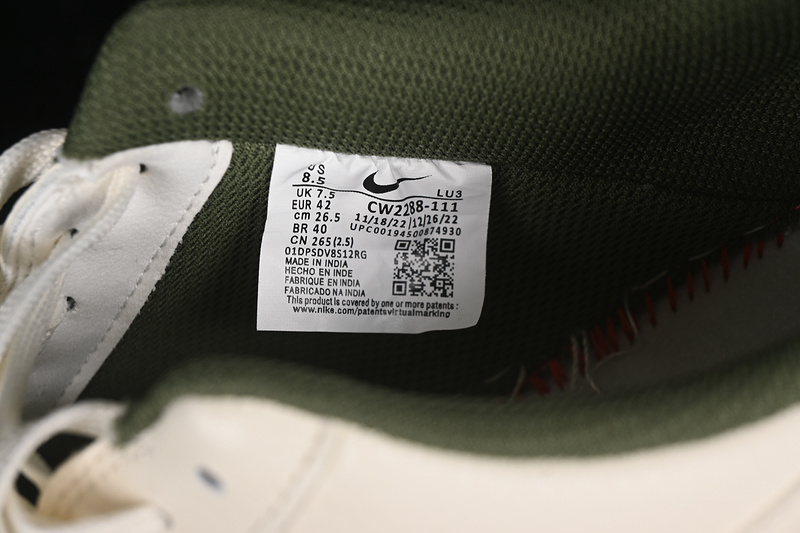 US
8.5
UK 7.5
LU3
EUR 42
CW2288-111
cm 26.5
11/18/22/12/26/22
BR 40
UPC00194500874930
CN 265(2.5)
01DPSDV8S12RG
MADE IN INDIA
HECHO EN INDE
FABRIQUE EN INDIA
FABRICADO NA INDIA
This product is covered by one or more patents :
www.nike.com/patentsvirtualmarking